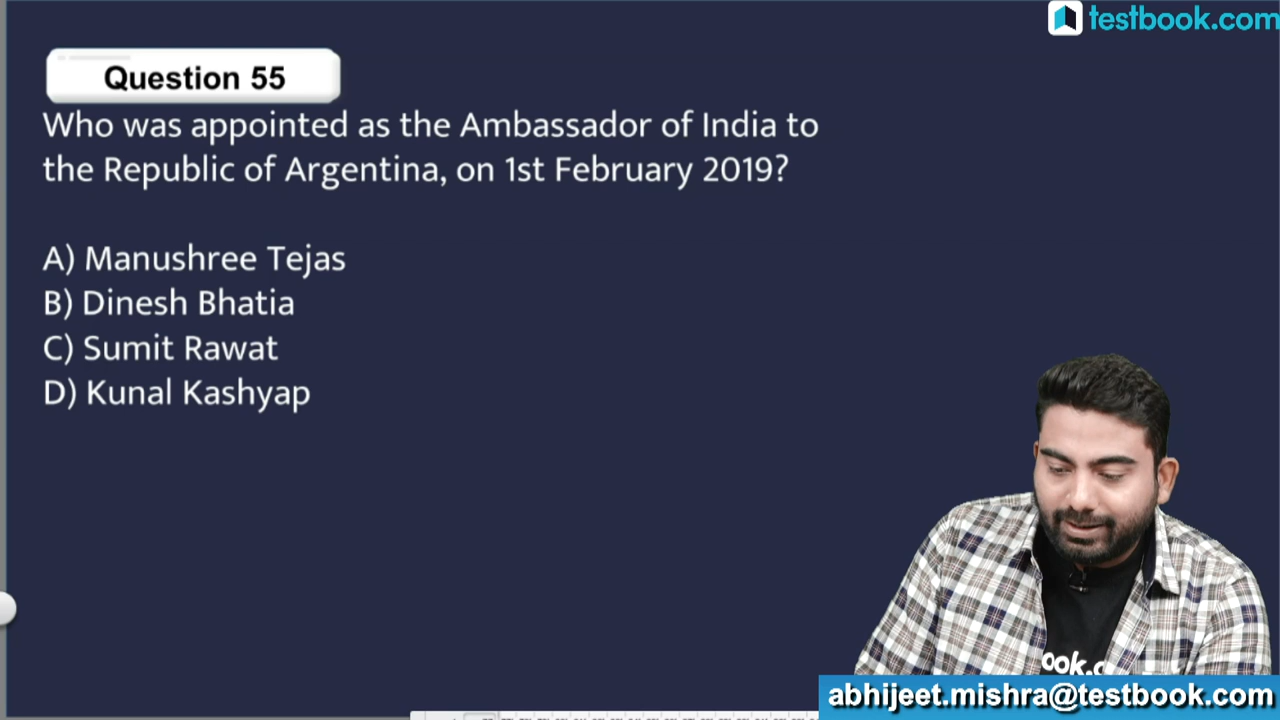 testbook.com
Question 55
Who was appointed as the Ambassador of India to
the Republic of Argentina, on 1st February 2019?
A) Manushree Tejas
B) Dinesh Bhatia
C) Sumit Rawat
D) Kunal Kashyap
abhijeet.mishra@testbook.com